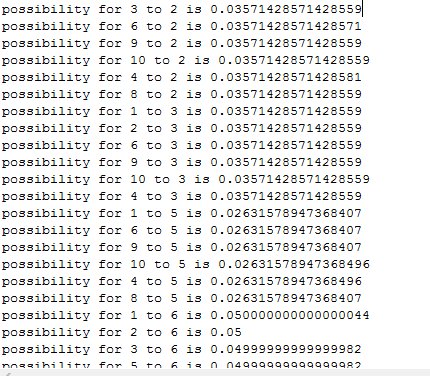 possibility for 3 to 2 is 0.03571428571428559
possibility for 6 to 2 is 0.03571428571428571
possibility for 9 to 2 is 0.03571428571428559
possibility for 10 to 2 is 0.03571428571428559
possibility for 4 to 2 is 0.03571428571428581
possibility for 8 to 2 is 0.03571428571428559
possibility for 1 to 3 is 0.03571428571428559
possibility for 2 to 3 is 0.03571428571428559
possibility for 6 to 3 is 0.03571428571428559
possibility for 9 to 3 is 0.03571428571428559
possibility for 10 to 3 is 0.03571428571428559
possibility for 4 to 3 is 0.03571428571428559
possibility for 1 to 5 is 0.02631578947368407
possibility for 6 to 5 is 0.02631578947368407
possibility for 9 to 5 is 0.02631578947368407
possibility for 10 to 5 is 0.02631578947368496
possibility for 4 to 5 is 0.02631578947368496
possibility for 8 to 5 is 0.02631578947368407
possibility for 1 to 6 is 0.050000000000000044
possibility for 2 to 6 is 0.05
possibility for 3 to 6 is 0.04999999999999982
possibility for 5 to 6 is 0.04999999999999982